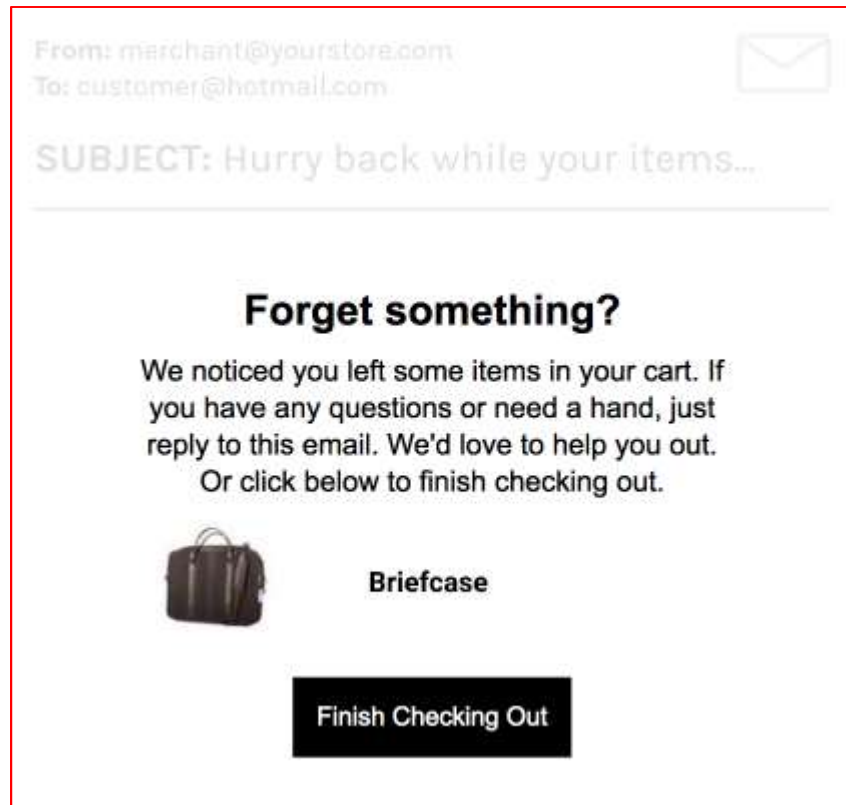 From: merchant@yourstore.com
To: customer@hotmail.com
SUBJECT: Hurry back while your items...
Forget something?
We noticed you left some items in your cart. If
you have any questions or need a hand, just
reply to this email. We'd love to help you out.
Or click below to finish checking out.
Briefcase
Finish Checking Out